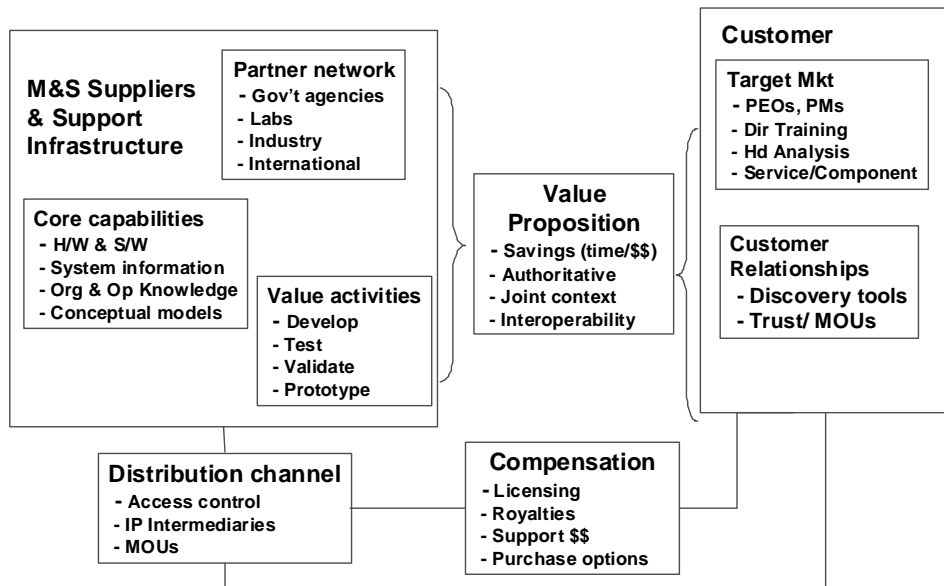 M&S Suppliers
& Support
Infrastructure
Partner network
- Gov’t agencies
- Labs
- Industry
- International
Core capabilities
- H/W & S/W
- System information
- Org & Op Knowledge
- Conceptual models
Value activities
- Develop
- Test
- Validate
- Prototype
Value
Proposition
- Savings (time/$$)
- Authoritative
- Joint context
- Interoperability
Customer
Target Mkt
- PEOs, PMs
- Dir Training
- Hd Analysis
- Service/Component
Customer
Relationships
- Discovery tools
- Trust/ MOUs
Distribution channel
- Access control
- IP Intermediaries
- MOUs
Compensation
- Licensing
- Royalties
- Support $$
- Purchase options